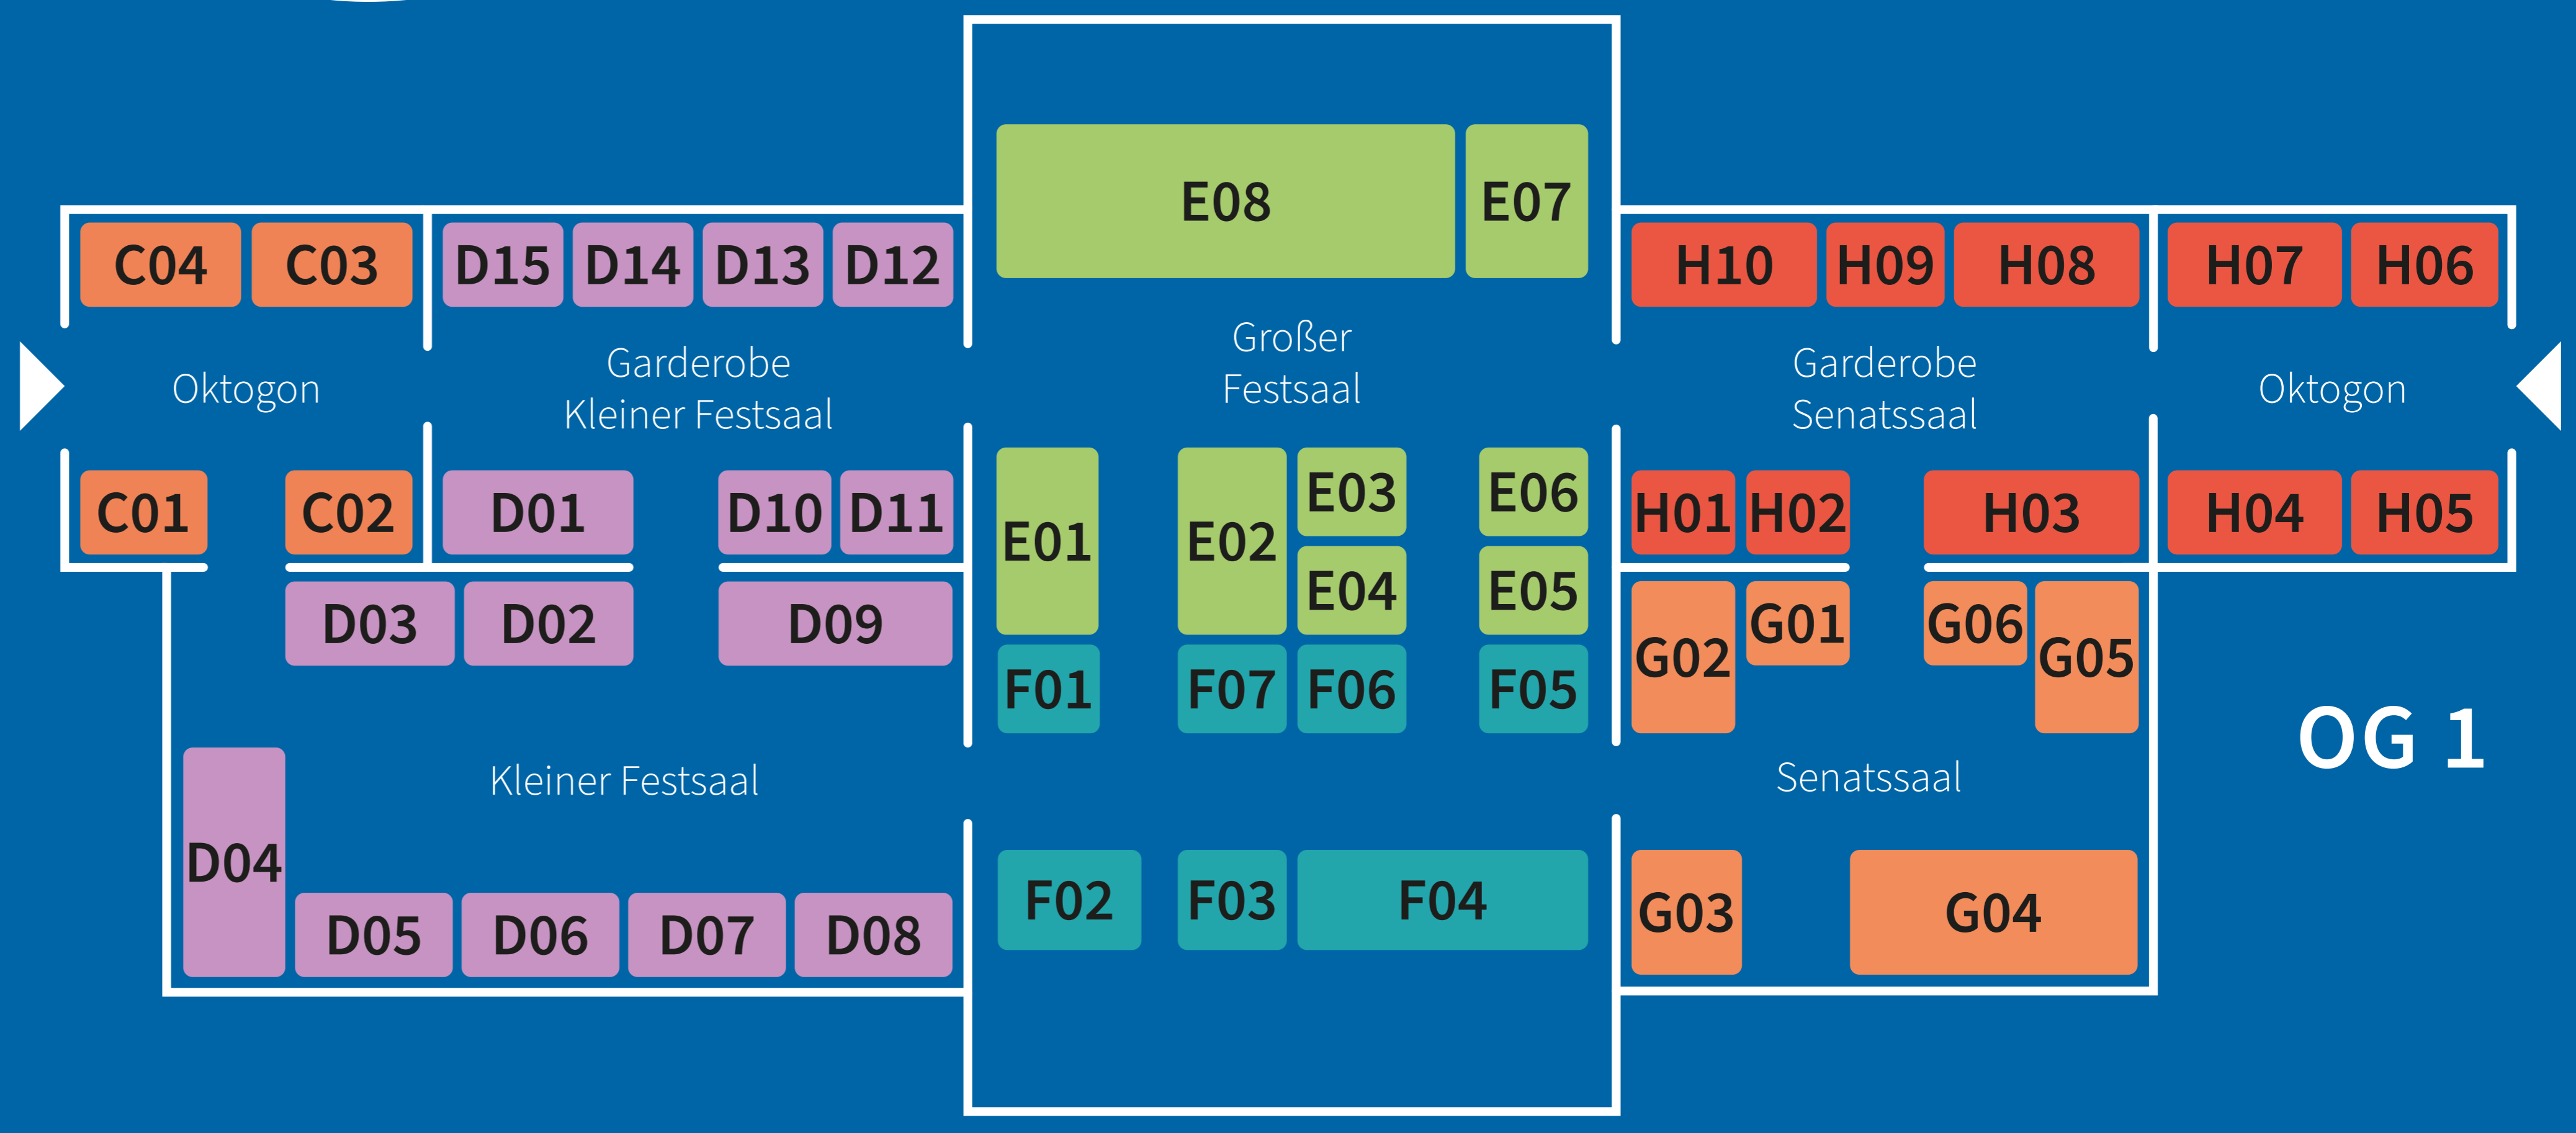 E08
E07
C04
C03
D15
D14
D13
D12
H10
H09
H08
H07
H06
Oktogon
Garderobe
Kleiner Festsaal
Großer
Festsaal
Garderobe
Senatssaal
Oktogon
C01
C02
D01
D10
D11
E01
E02
E03
E06
H01
H02
H03
H04
H05
E04
E05
D03
D02
D09
F01
F07
F06
F05
G02
G01
G06
G05
OG 1
Kleiner Festsaal
Senatssaal
D04
D05
D06
D07
D08
F02
F03
F04
G03
G04